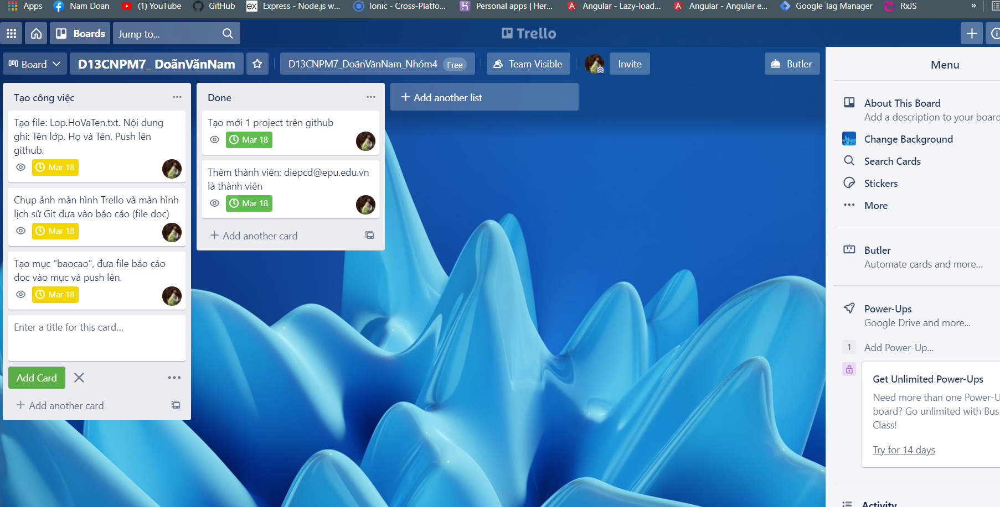 Apps
Nam Doan
(1) YouTube
GitHub
ex
Express - Node.js w...
Ionic - Cross-Platfo...
Personal apps | Her...
Angular - Lazy-load...
Angular - Angular e...
Google Tag Manager
RxJS
»
Boards
Jump to...
Trello
Board
D13CNPM7_ DoãnVănNam
D13CNPM7_DoãnVănNam_Nhóm4 Free
Team Visible
Invite
Butler
Tạo công việc
Tạo file: Lop.HoVaTen.txt. Nội dung
ghi: Tên lớp, Họ và Tên. Push lên
github.
Mar 18
Chụp ảnh màn hình Trello và màn hình
lịch sử Git đưa vào báo cáo (file doc)
Mar 18
Tạo mục "baocao", đưa file báo cáo
doc vào mục và push lên.
Mar 18
Enter a title for this card...
Add Card
+ Add another card
Done
Tạo mới 1 project trên github
Mar 18
Thêm thành viên: diepcd@epu.edu.vn
là thành viên
Mar 18
+ Add another card
+ Add another list
Menu
About This Board
Add a description to your board
Change Background
Search Cards
Stickers
More
Butler
Automate cards and more...
Power-Ups
Google Drive and more...
1 Add Power-Up...
Get Unlimited Power-Ups
Need more than one Power-U
board? Go unlimited with Bus
Class!
Try for 14 days
Activity